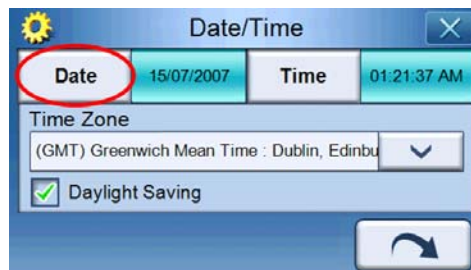 Date/Time
Date 15/07/2007 Time 01:21:37 AM
Time Zone
(GMT) Greenwich Mean Time : Dublin, Edinbu
Daylight Saving